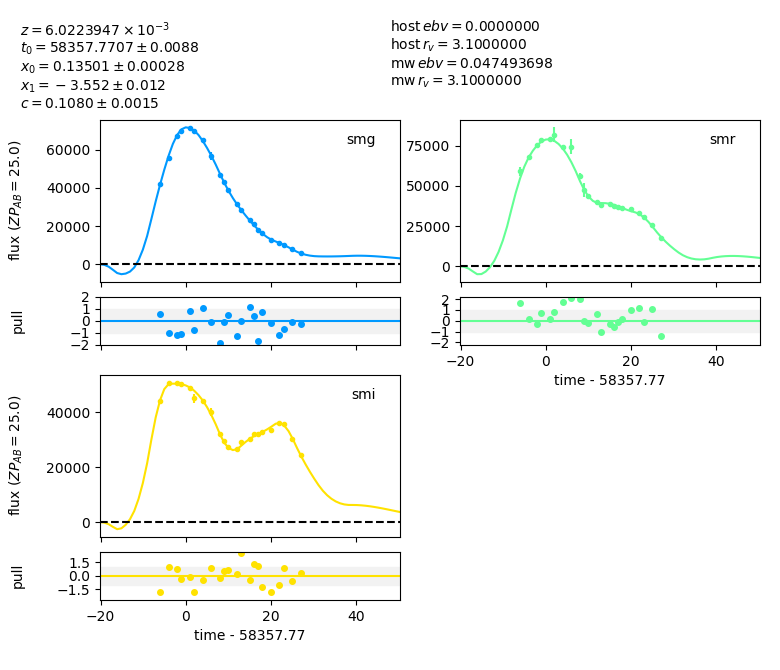 z = 6.0223947 × 10⁻³
t₀ = 58357.7707 ± 0.0088
x₀ = 0.13501 ± 0.00028
x₁ = −3.552 ± 0.012
c = 0.1080 ± 0.0015
host ebv = 0.0000000
host r_v = 3.1000000
mw ebv = 0.047493698
mw r_v = 3.1000000
smg
flux (ZP_AB = 25.0)
60000
40000
20000
0
pull
2
1
0
−1
−2
smr
75000
50000
25000
0
2
1
0
−1
−2
−20
0
20
40
time - 58357.77
smi
flux (ZP_AB = 25.0)
40000
20000
0
pull
1.5
0.0
−1.5
−20
0
20
40
time - 58357.77